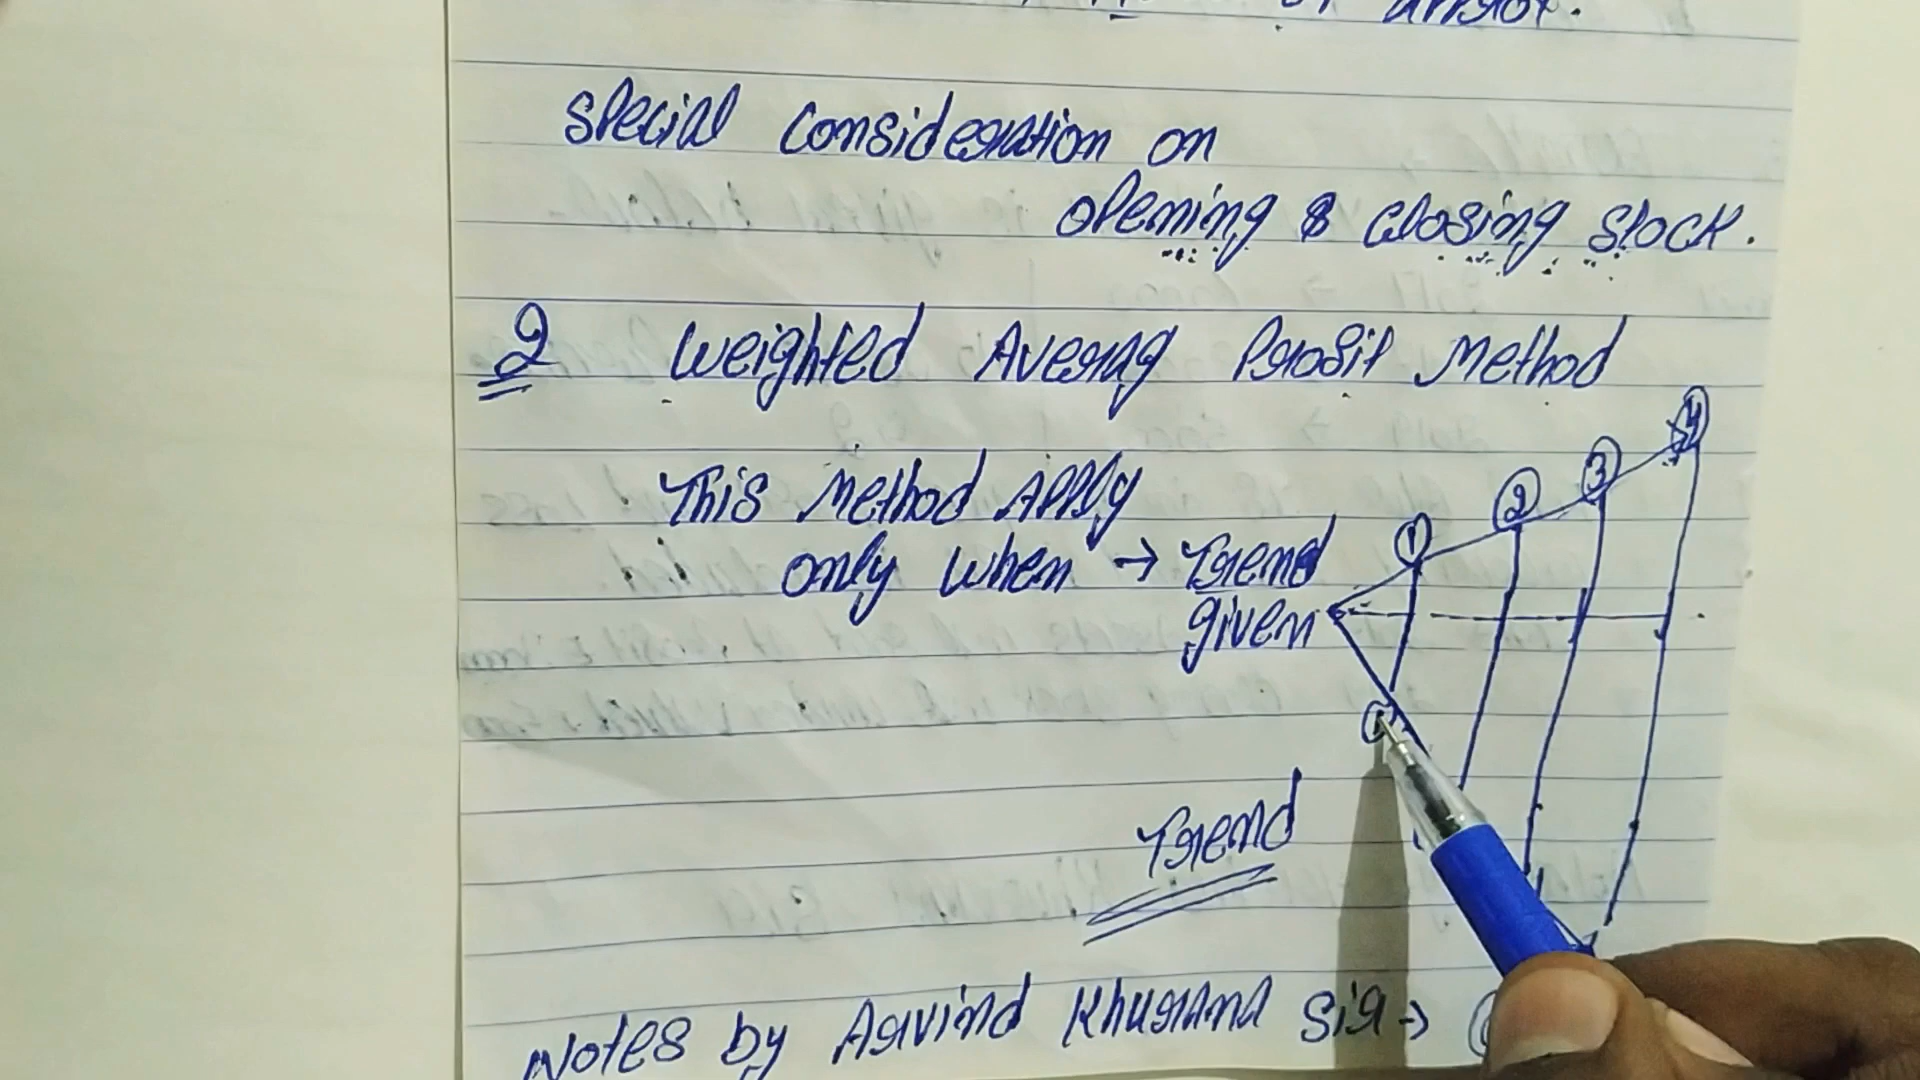 Special Consideration on
opening & Closing Stock.
2 Weighted Average Profit Method
This Method Apply
only when → Trend
given
1 2 3 4
Trend
Notes by Arvind Khurana Sir →